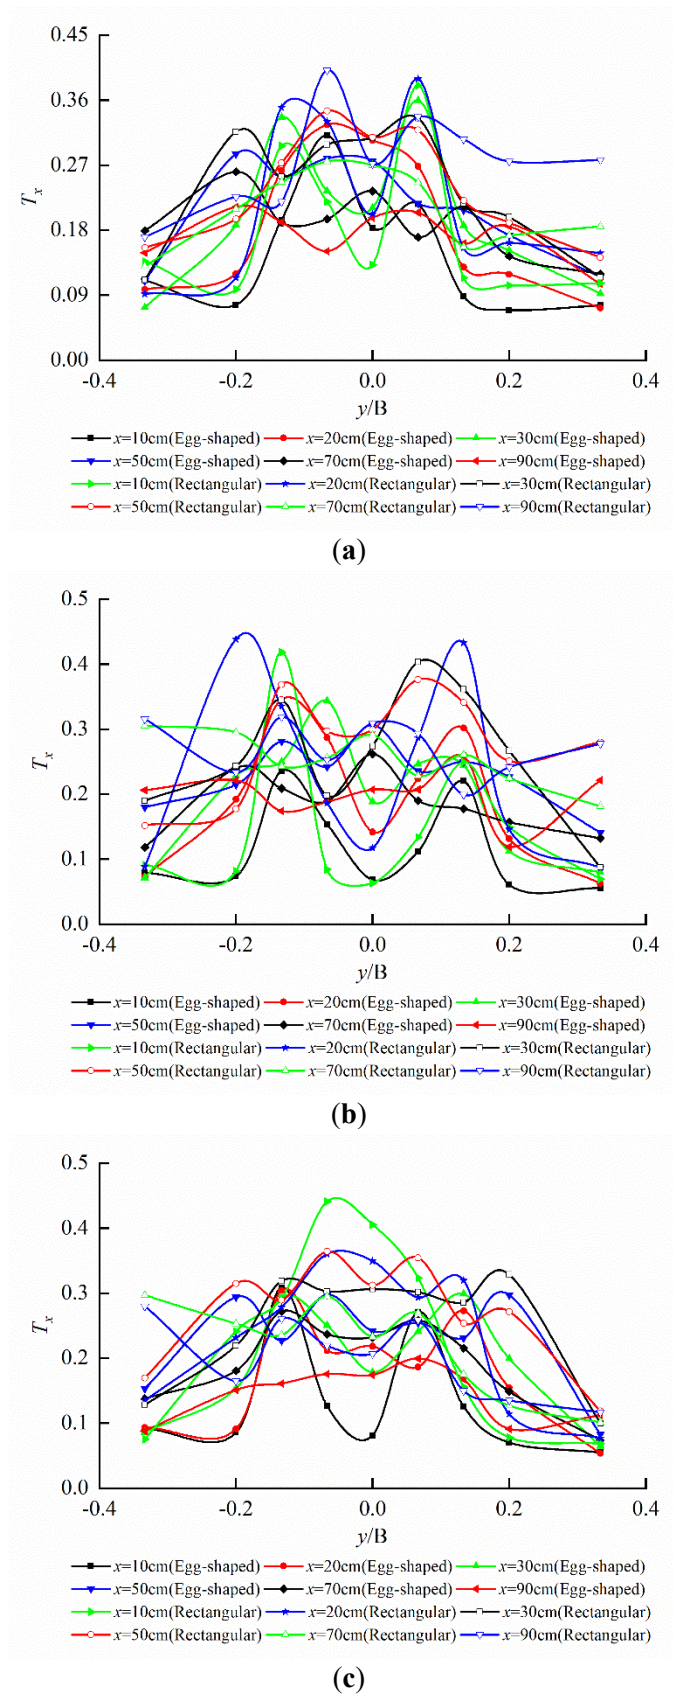 0.45
0.36
0.27
0.18
0.09
0.00
Tx
-0.4 -0.2 0.0 0.2 0.4
y/B
x=10cm(Egg-shaped) x=20cm(Egg-shaped) x=30cm(Egg-shaped)
x=50cm(Egg-shaped) x=70cm(Egg-shaped) x=90cm(Egg-shaped)
x=10cm(Rectangular) x=20cm(Rectangular) x=30cm(Rectangular)
x=50cm(Rectangular) x=70cm(Rectangular) x=90cm(Rectangular)
(a)
0.5
0.4
0.3
0.2
0.1
0.0
Tx
-0.4 -0.2 0.0 0.2 0.4
y/B
x=10cm(Egg-shaped) x=20cm(Egg-shaped) x=30cm(Egg-shaped)
x=50cm(Egg-shaped) x=70cm(Egg-shaped) x=90cm(Egg-shaped)
x=10cm(Rectangular) x=20cm(Rectangular) x=30cm(Rectangular)
x=50cm(Rectangular) x=70cm(Rectangular) x=90cm(Rectangular)
(b)
0.5
0.4
0.3
0.2
0.1
0.0
Tx
-0.4 -0.2 0.0 0.2 0.4
y/B
x=10cm(Egg-shaped) x=20cm(Egg-shaped) x=30cm(Egg-shaped)
x=50cm(Egg-shaped) x=70cm(Egg-shaped) x=90cm(Egg-shaped)
x=10cm(Rectangular) x=20cm(Rectangular) x=30cm(Rectangular)
x=50cm(Rectangular) x=70cm(Rectangular) x=90cm(Rectangular)
(c)